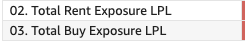 02. Total Rent Exposure LPL
03. Total Buy Exposure LPL